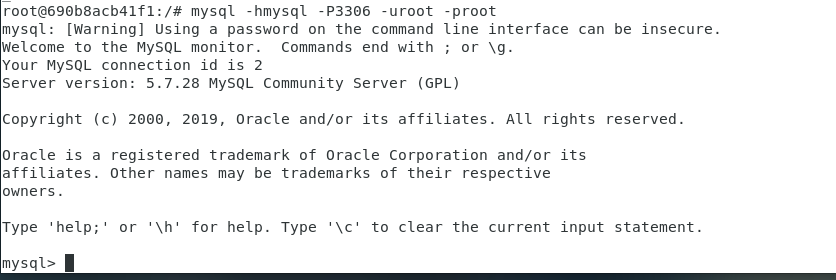 root@690b8acb41f1:/# mysql -hmysql -P3306 -uroot -proot
mysql: [Warning] Using a password on the command line interface can be insecure.
Welcome to the MySQL monitor.  Commands end with ; or \g.
Your MySQL connection id is 2
Server version: 5.7.28 MySQL Community Server (GPL)
Copyright (c) 2000, 2019, Oracle and/or its affiliates. All rights reserved.
Oracle is a registered trademark of Oracle Corporation and/or its
affiliates. Other names may be trademarks of their respective
owners.
Type 'help;' or '\h' for help. Type '\c' to clear the current input statement.
mysql>